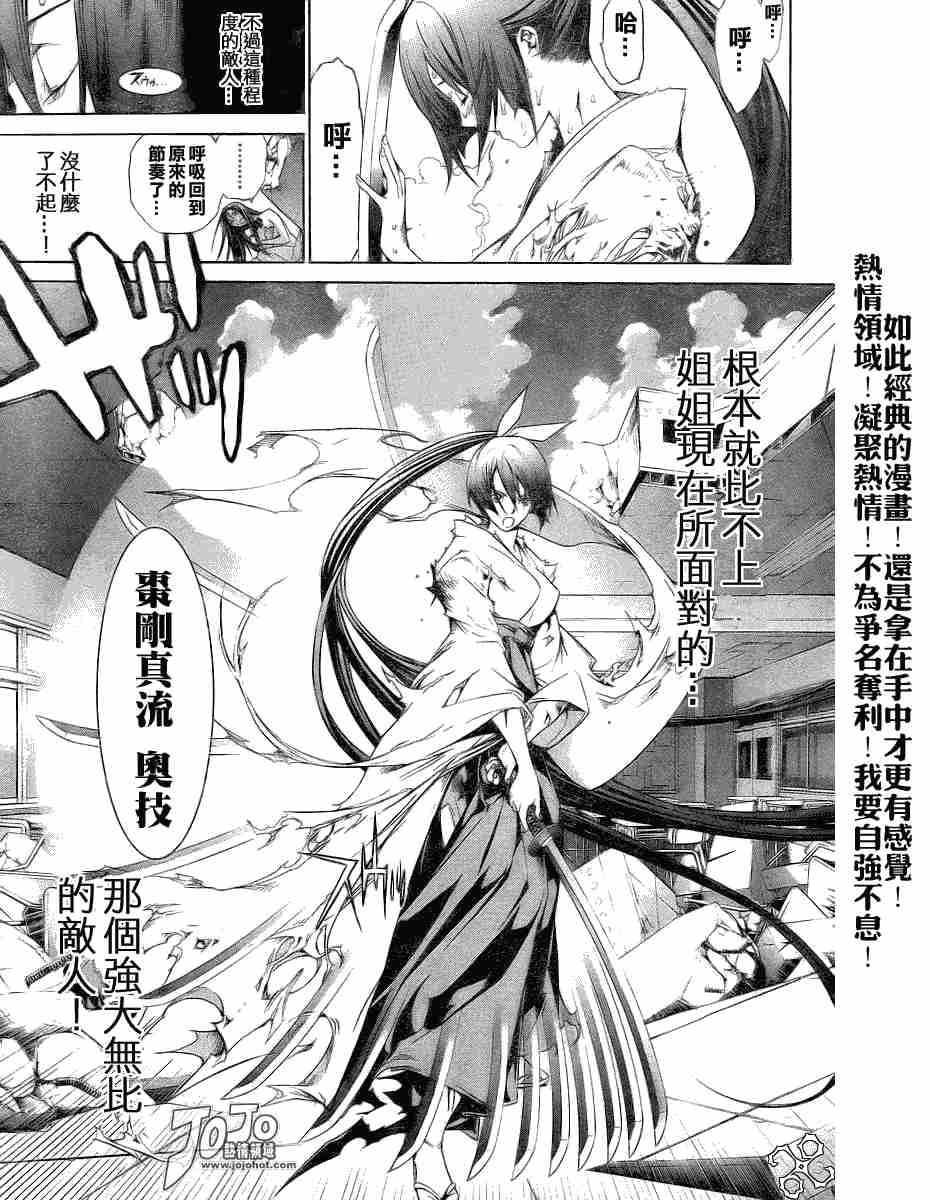 呼…
呼…
哈…
呼…
不過這種程
度的敵人…
ズウゥ…
………
呼吸回到
原來的
節奏了…
沒什麼
了不起…！
根本就比不上
姐姐現在所面對的…
棗剛真流 奧技
那個強大無比
的敵人！
如此經典的漫畫！還是拿在手中才更有感覺！
熱情領域！凝聚熱情！不為爭名奪利！我要自強不息！
JOJO
熱情領域
www.jojohot.com